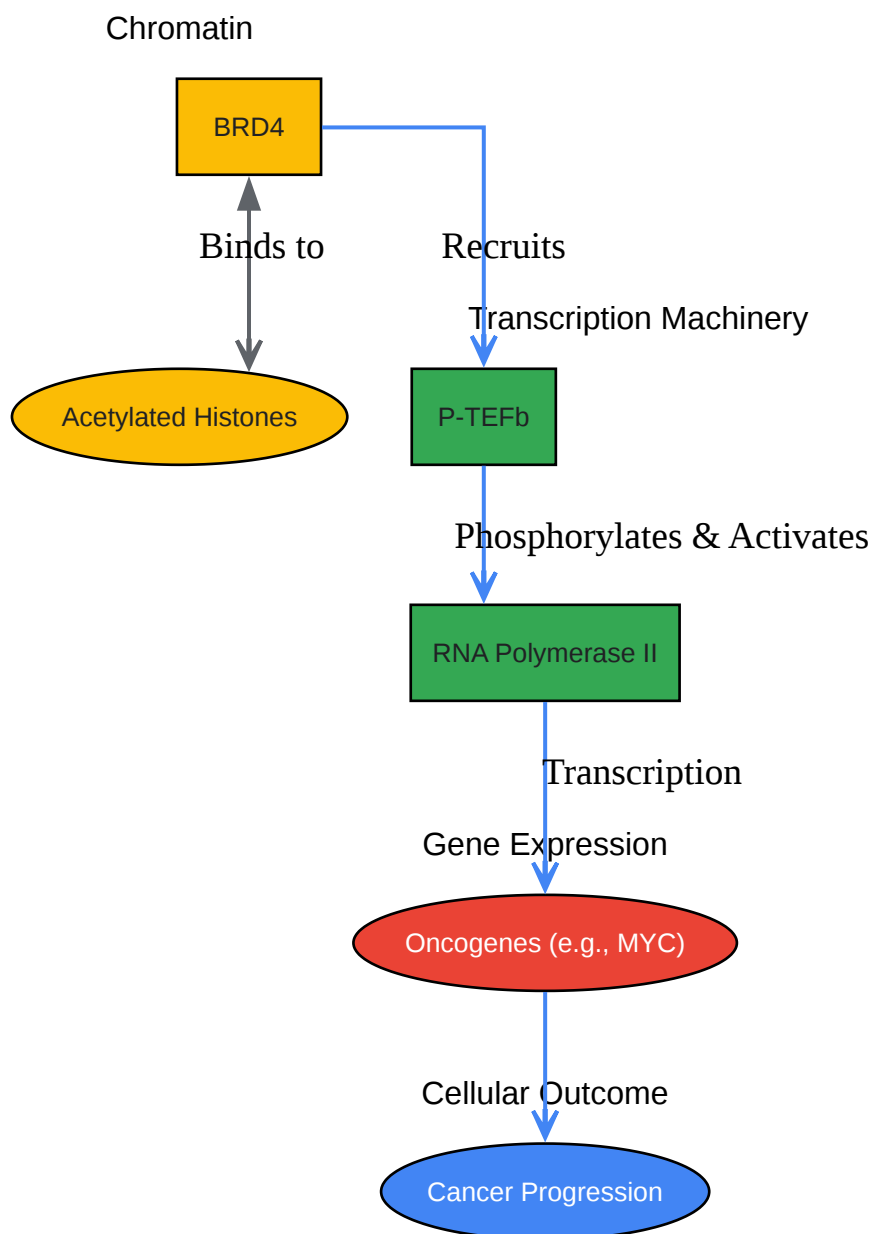 Chromatin
BRD4
Binds to
Recruits
Transcription Machinery
Acetylated Histones
P-TEFb
Phosphorylates & Activates
RNA Polymerase II
Transcription
Gene Expression
Oncogenes (e.g., MYC)
Cellular Outcome
Cancer Progression